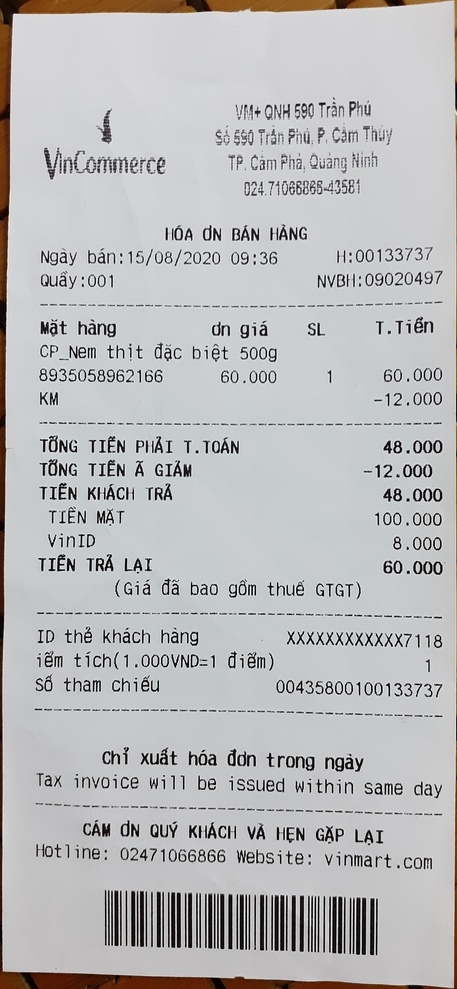 VinCommerce
VM+ QNH 590 Trần Phú
Số 590 Trần Phú, P. Cẩm Thủy
TP. Cẩm Phả, Quảng Ninh
024.71066866-43581
HÓA ƠN BÁN HÀNG
Ngày bán:15/08/2020 09:36 H:00133737
Quầy:001 NVBH:09020497
Mặt hàng ơn giá SL T.Tiền
CP_Nem thịt đặc biệt 500g
8935058962166 60.000 1 60.000
KM -12.000
TỔNG TIỀN PHẢI T.TOÁN 48.000
TỔNG TIỀN Ã GIẢM -12.000
TIỀN KHÁCH TRẢ 48.000
TIỀN MẶT 100.000
VinID 8.000
TIỀN TRẢ LẠI 60.000
(Giá đã bao gồm thuế GTGT)
ID thẻ khách hàng XXXXXXXXXXXX7118
iểm tích(1.000VND=1 điểm) 1
Số tham chiếu 00435800100133737
Chỉ xuất hóa đơn trong ngày
Tax invoice will be issued within same day
CẢM ƠN QUÝ KHÁCH VÀ HẸN GẶP LẠI
Hotline: 02471066866 Website: vinmart.com